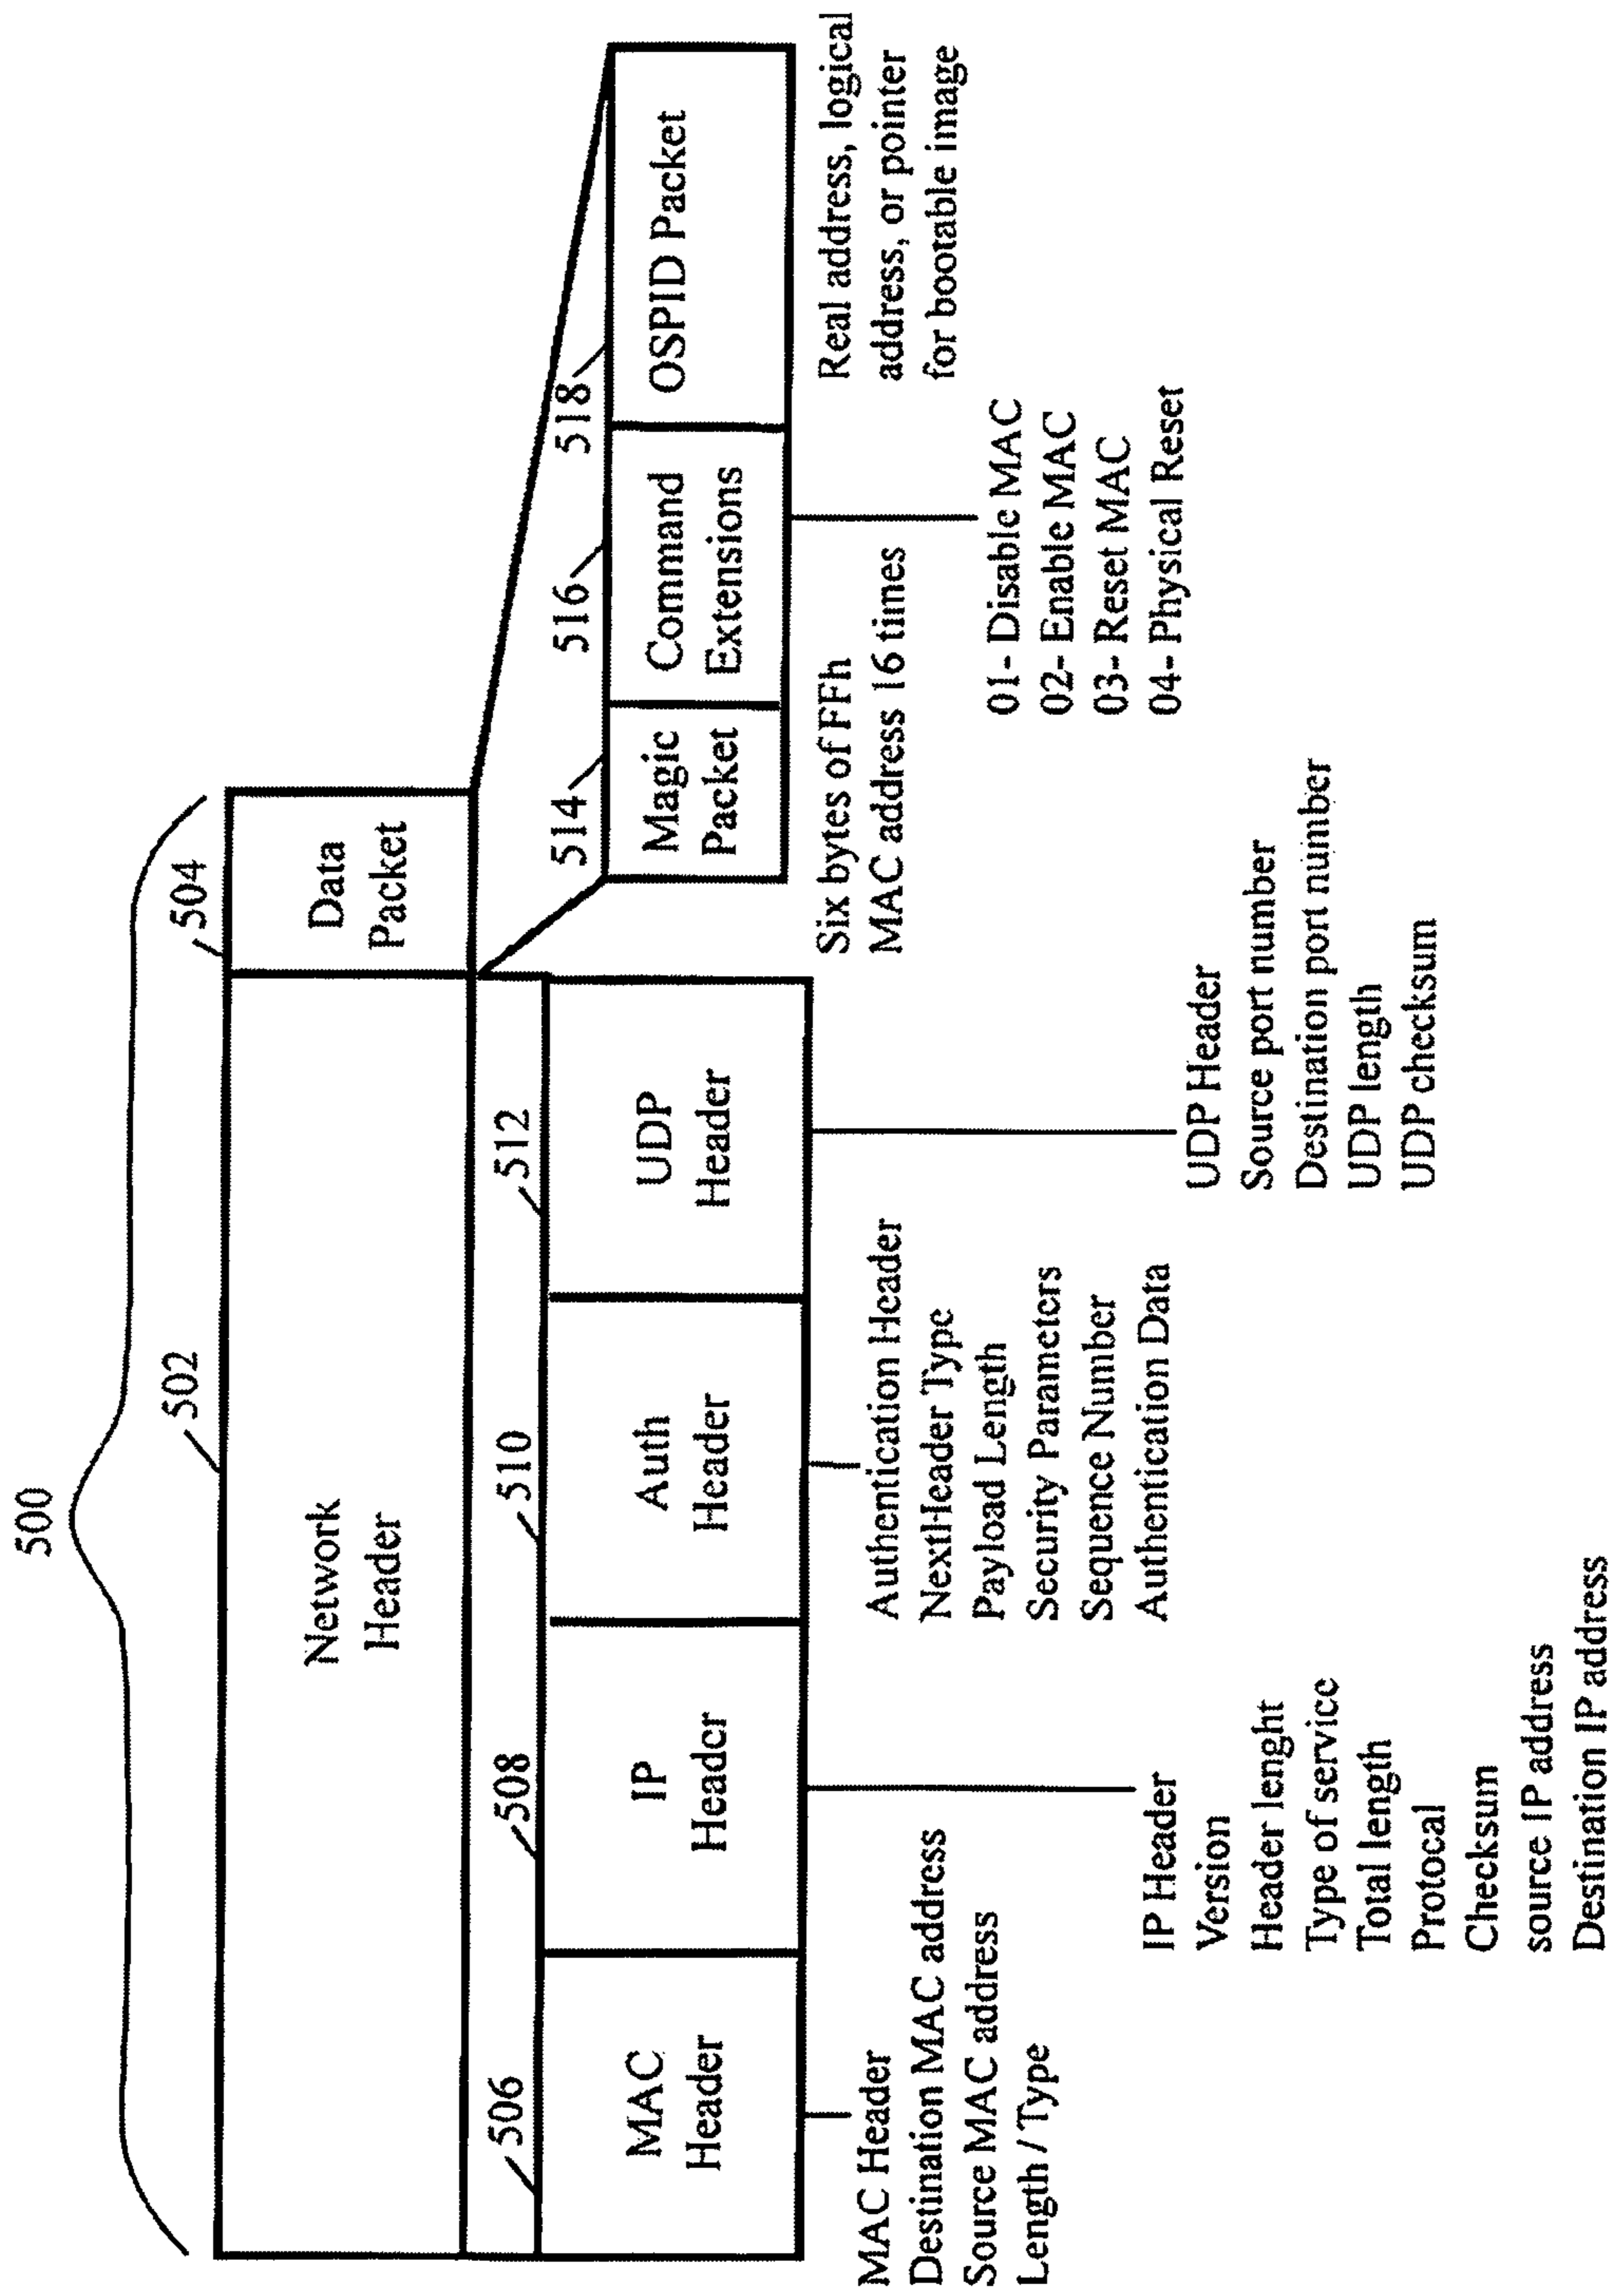 500
502
504
Network
Header
Data
Packet
506
508
510
512
514
516
518
MAC
Header
IP
Header
Auth
Header
UDP
Header
Magic
Packet
Command
Extensions
OSPID Packet
MAC Header
Destination MAC address
Source MAC address
Length / Type
IP Header
Version
Header lenght
Type of service
Total length
Protocal
Checksum
source IP address
Destination IP address
Authentication Header
NextHeader Type
Payload Length
Security Parameters
Sequence Number
Authentication Data
UDP Header
Source port number
Destination port number
UDP length
UDP checksum
Six bytes of FFh
MAC address 16 times
01- Disable MAC
02- Enable MAC
03- Reset MAC
04- Physical Reset
Real address, logical
address, or pointer
for bootable image